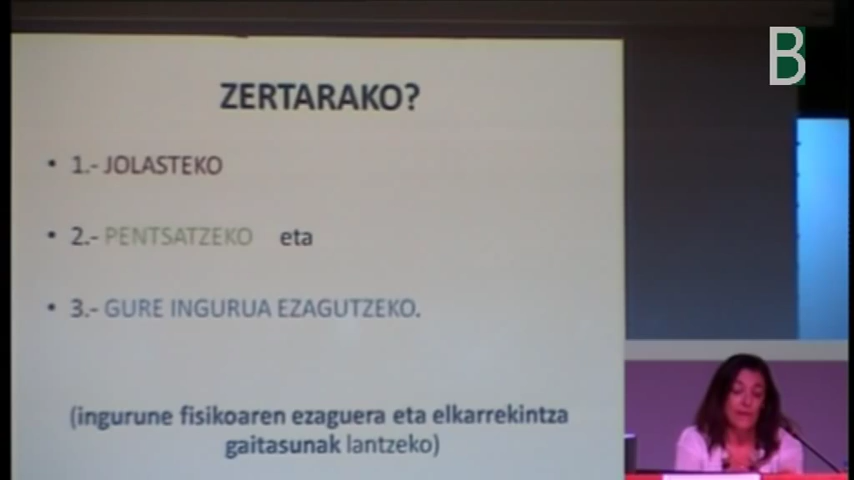 B
ZERTARAKO?
• 1.- JOLASTEKO
• 2.- PENTSATZEKO eta
• 3.- GURE INGURUA EZAGUTZEKO.
(ingurune fisikoaren ezaguera eta elkarrekintza
gaitasunak lantzeko)